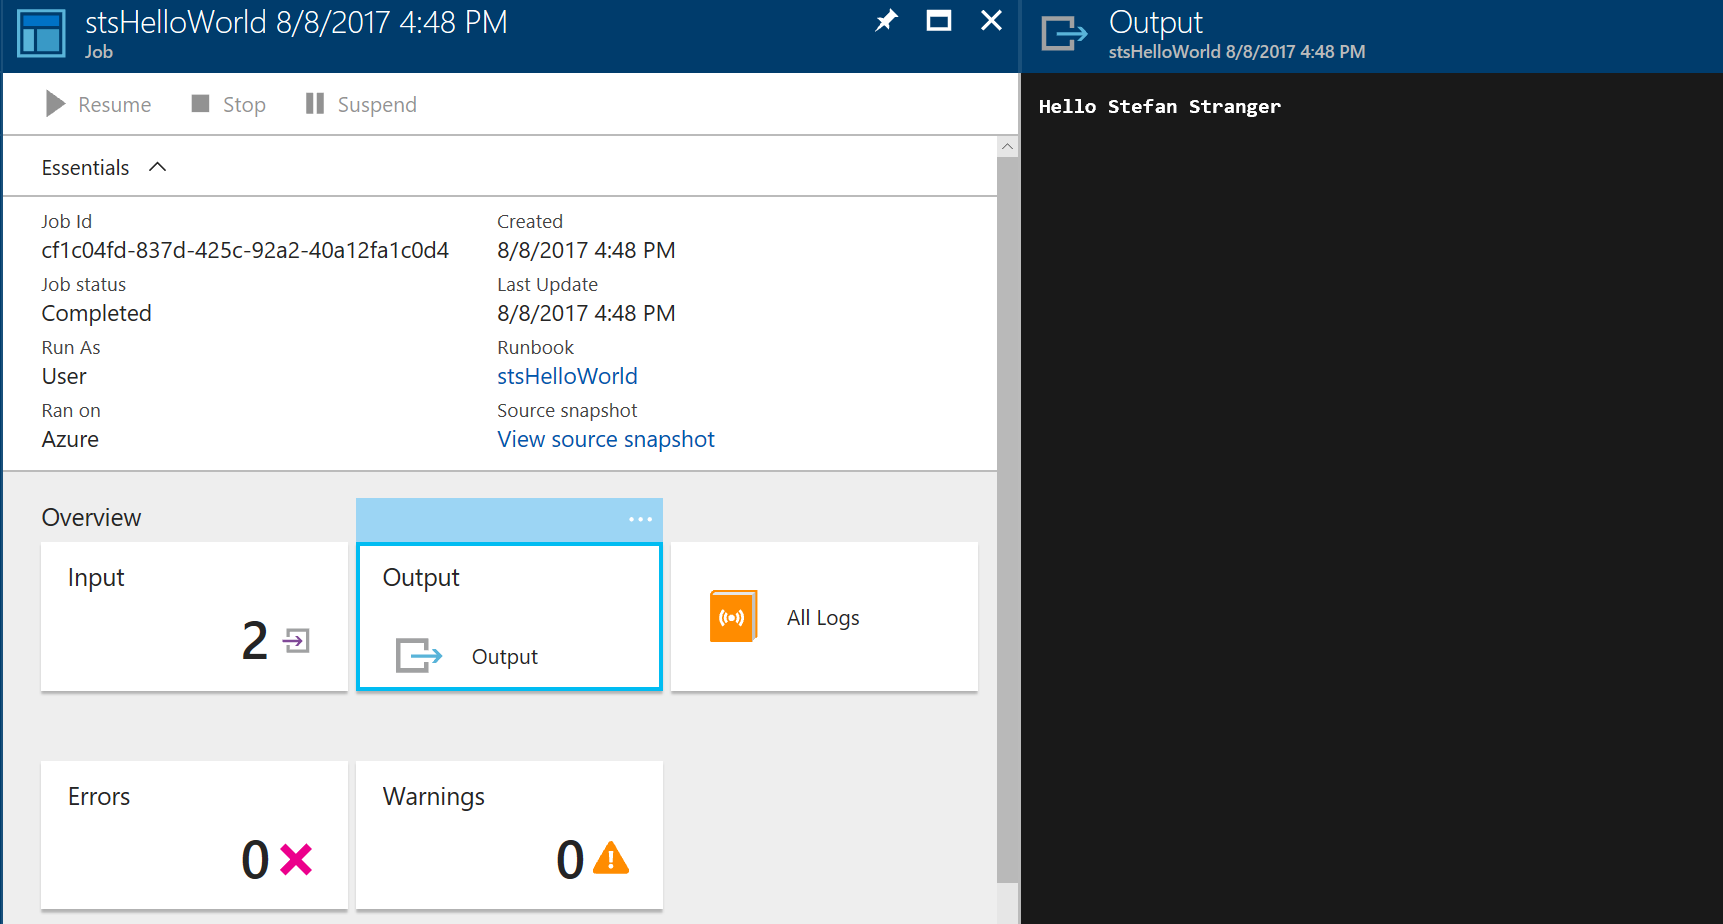 stsHelloWorld 8/8/2017 4:48 PM
Job
Resume
Stop
Suspend
Essentials
Job Id
cf1c04fd-837d-425c-92a2-40a12fa1c0d4
Job status
Completed
Run As
User
Ran on
Azure
Created
8/8/2017 4:48 PM
Last Update
8/8/2017 4:48 PM
Runbook
stsHelloWorld
Source snapshot
View source snapshot
Overview
...
Input
2
Output
Output
All Logs
Errors
0
Warnings
0
Output
stsHelloWorld 8/8/2017 4:48 PM
Hello Stefan Stranger